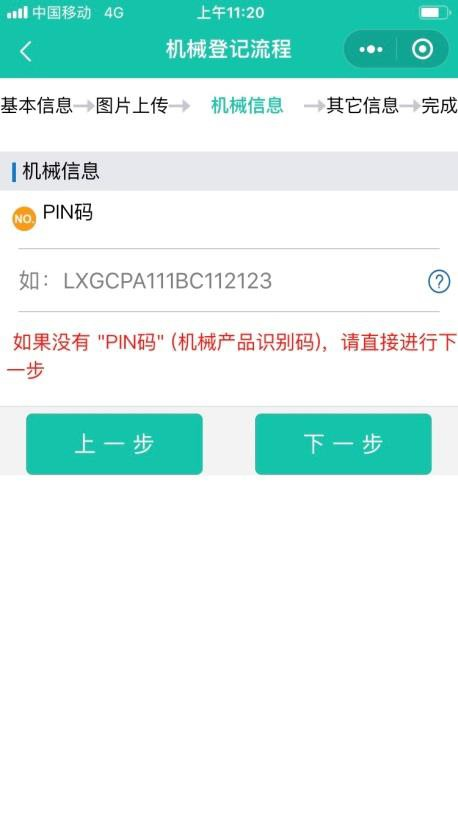 中国移动 4G 上午11:20
机械登记流程
基本信息 图片上传 机械信息 其它信息 完成
机械信息
NO. PIN码
如：LXGCPA111BC112123 ?
如果没有 "PIN码" (机械产品识别码)，请直接进行下
一步
上一步 下一步